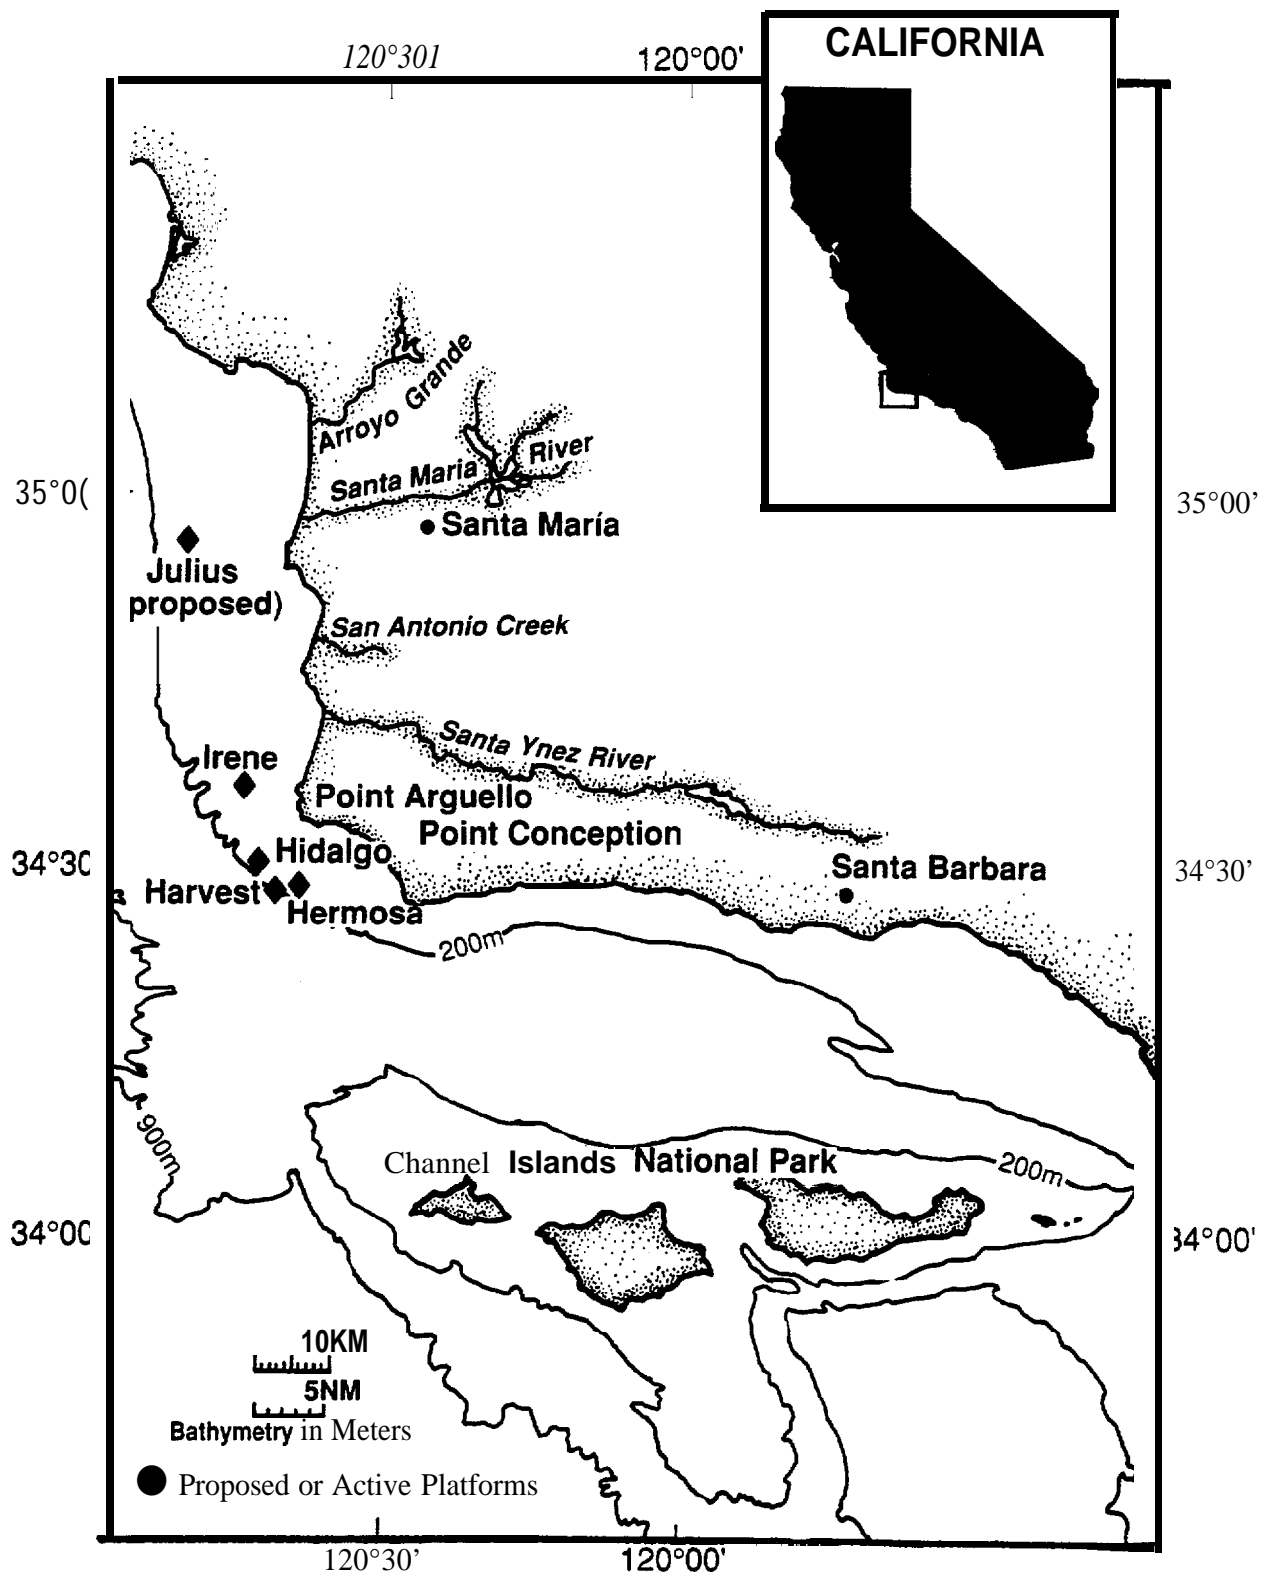 120°301
120°00'
CALIFORNIA
Arroyo Grande
Santa Maria River
35°0(
35°00'
Santa María
Julius
proposed)
San Antonio Creek
Santa Ynez River
Irene
Point Arguello
Point Conception
Hidalgo
34°30
Santa Barbara
34°30'
Harvest
Hermosa
200m
900m
Channel Islands National Park
200m
34°00
34°00'
10KM
5NM
Bathymetry in Meters
Proposed or Active Platforms
120°30'
120°00'